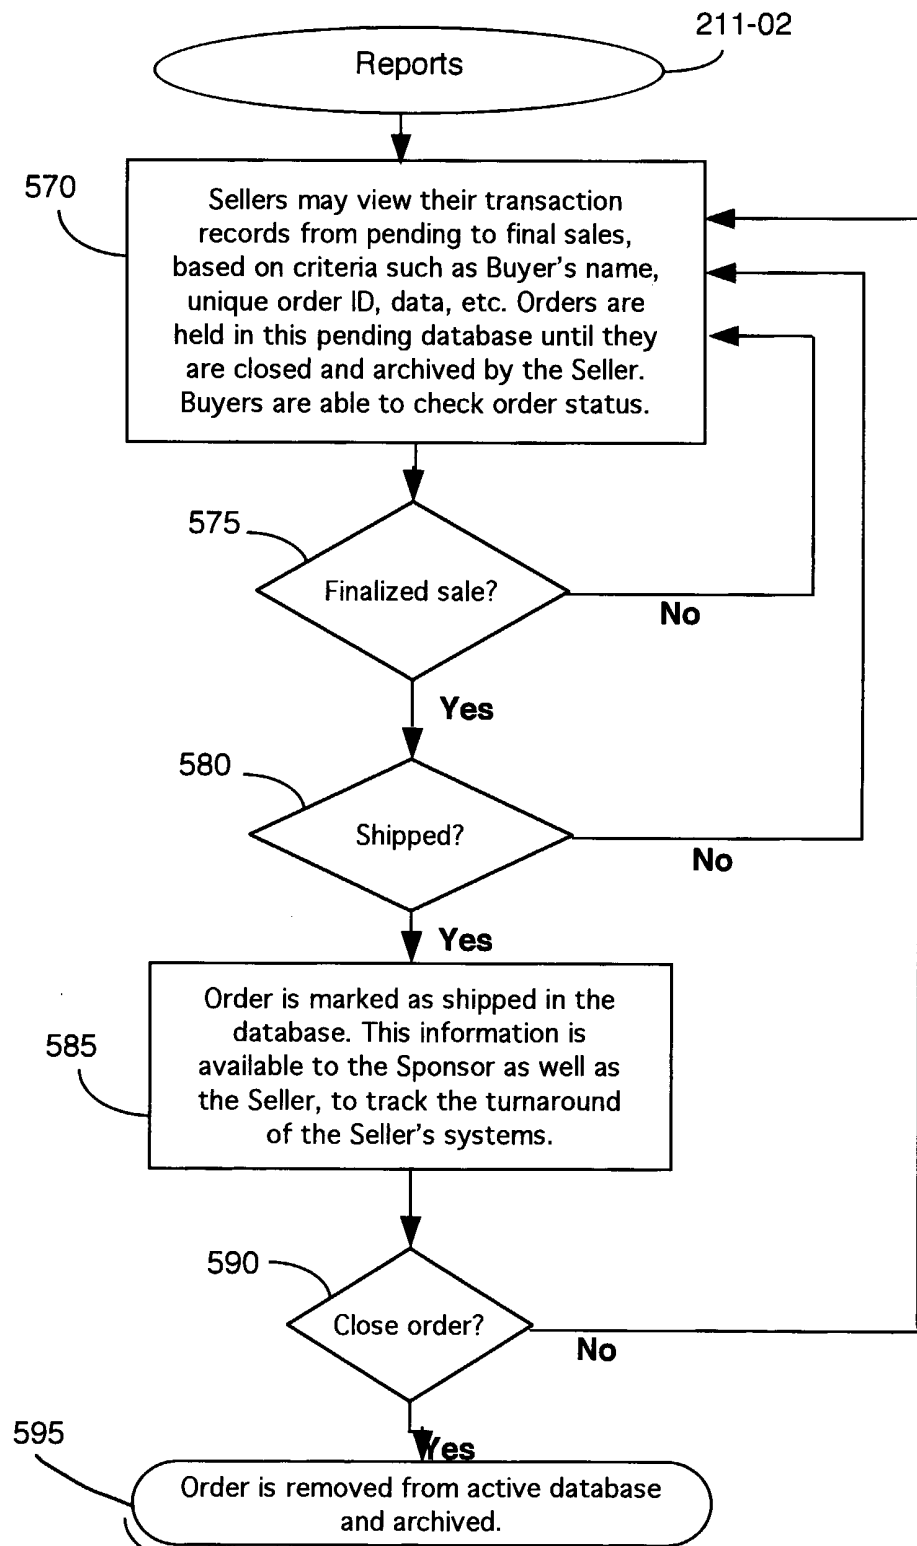 211-02
Reports
570
Sellers may view their transaction
records from pending to final sales,
based on criteria such as Buyer's name,
unique order ID, data, etc. Orders are
held in this pending database until they
are closed and archived by the Seller.
Buyers are able to check order status.
575
Finalized sale?
No
Yes
580
Shipped?
No
Yes
585
Order is marked as shipped in the
database. This information is
available to the Sponsor as well as
the Seller, to track the turnaround
of the Seller's systems.
590
Close order?
No
Yes
595
Order is removed from active database
and archived.